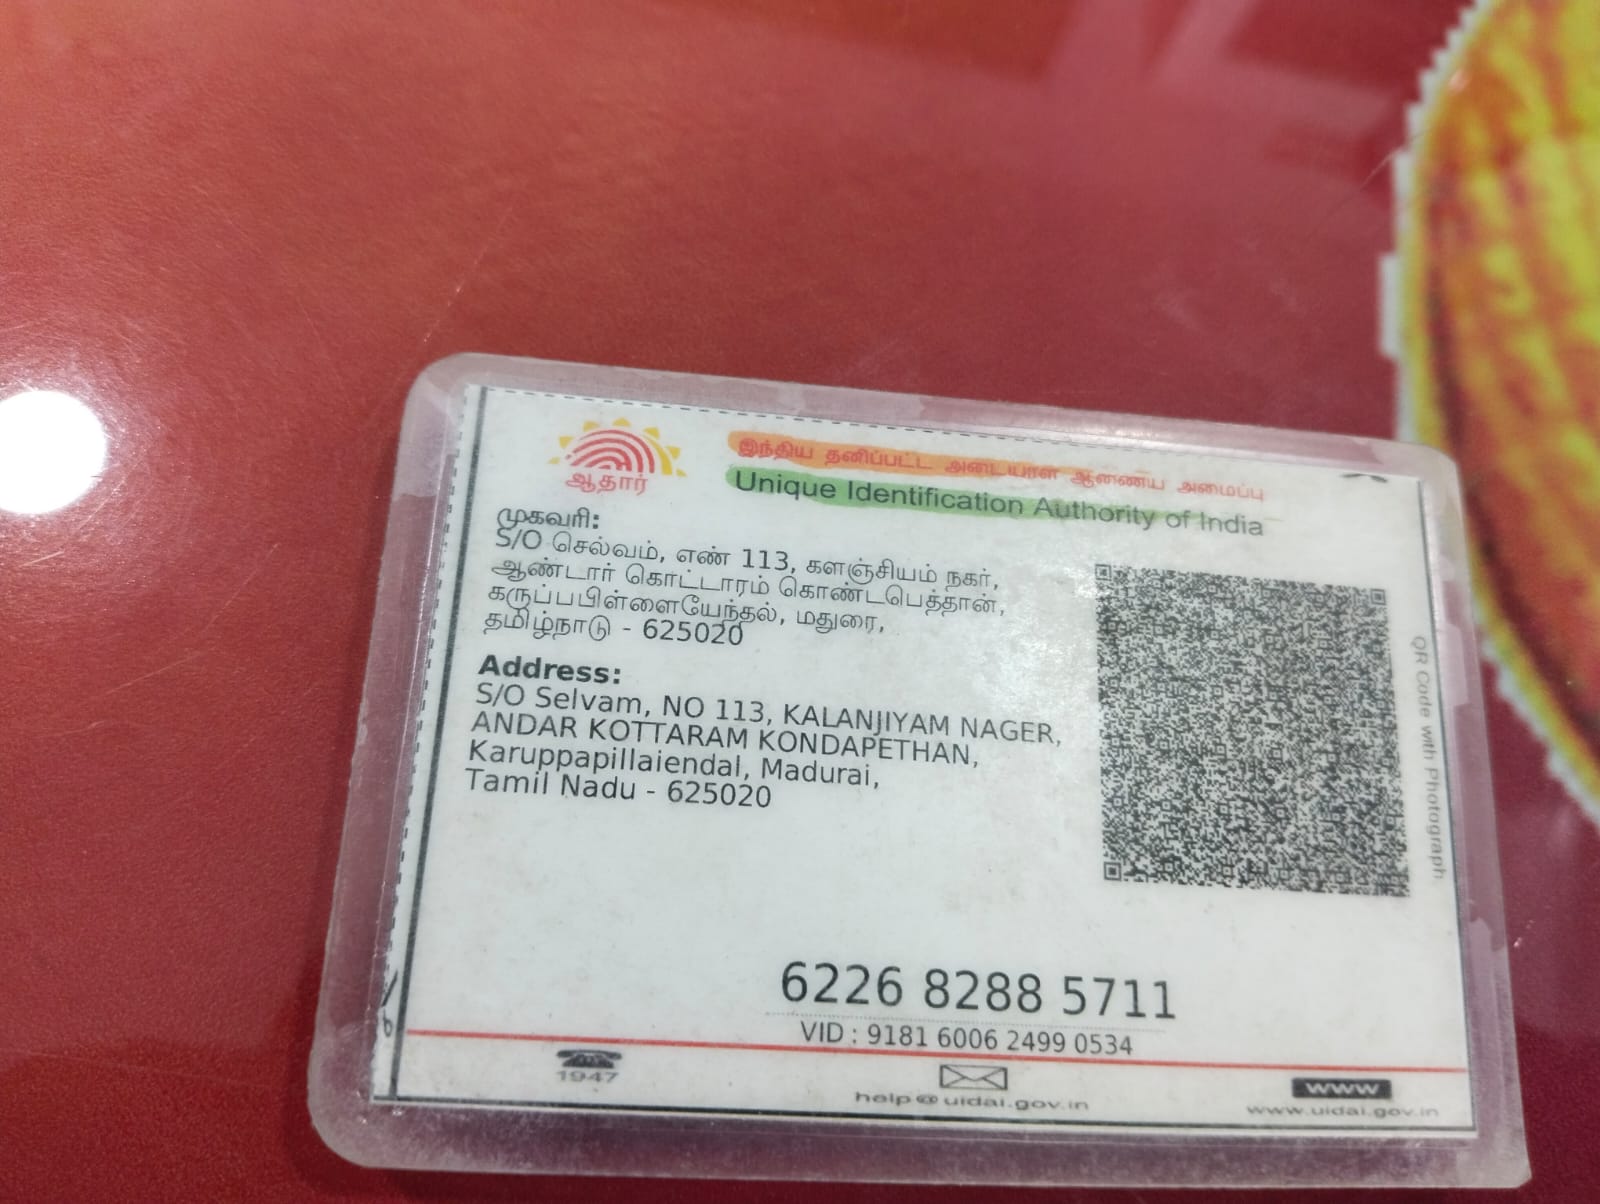 ஆதார்
இந்திய தனிப்பட்ட அடையாள ஆணைய அமைப்பு
Unique Identification Authority of India
முகவரி:
S/O செல்வம், எண் 113, களஞ்சியம் நகர்,
ஆண்டார் கொட்டாரம் கொண்டபெத்தான்,
கருப்பபிள்ளையேந்தல், மதுரை,
தமிழ்நாடு - 625020
Address:
S/O Selvam, NO 113, KALANJIYAM NAGER,
ANDAR KOTTARAM KONDAPETHAN,
Karuppapillaiendal, Madurai,
Tamil Nadu - 625020
QR Code with Photograph
6226 8288 5711
VID : 9181 6006 2499 0534
1947
help@uidai.gov.in
www
www.uidai.gov.in